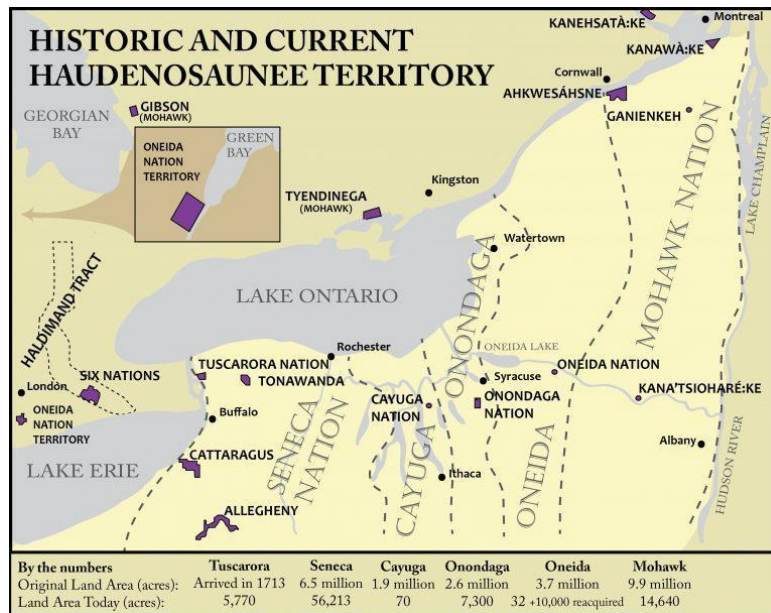 HISTORIC AND CURRENT
HAUDENOSAUNEE TERRITORY
KANEHSATÀ:KE
Montreal
KANAWÀ:KE
Cornwall
AHKWESÁHSNE
GANIENKEH
GEORGIAN
BAY
GIBSON
(MOHAWK)
ONEIDA
NATION
TERRITORY
GREEN
BAY
TYENDINEGA
(MOHAWK)
Kingston
Watertown
LAKE CHAMPLAIN
MOHAWK NATION
ONONDAGA
LAKE ONTARIO
HALDIMAND TRACT
Rochester
ONEIDA LAKE
TUSCARORA NATION
TONAWANDA
SIX NATIONS
London
ONEIDA
NATION
TERRITORY
Buffalo
SENECA
NATION
CAYUGA
NATION
CAYUGA
Syracuse
ONONDAGA
NATION
ONEIDA NATION
KANA'TSIOHARÉ:KE
ONEIDA
Albany
HUDSON RIVER
LAKE ERIE
CATTARAGUS
Ithaca
ALLEGHENY
By the numbers Tuscarora Seneca Cayuga Onondaga Oneida Mohawk
Original Land Area (acres): Arrived in 1713 6.5 million 1.9 million 2.6 million 3.7 million 9.9 million
Land Area Today (acres): 5,770 56,213 70 7,300 32 +10,000 reacquired 14,640